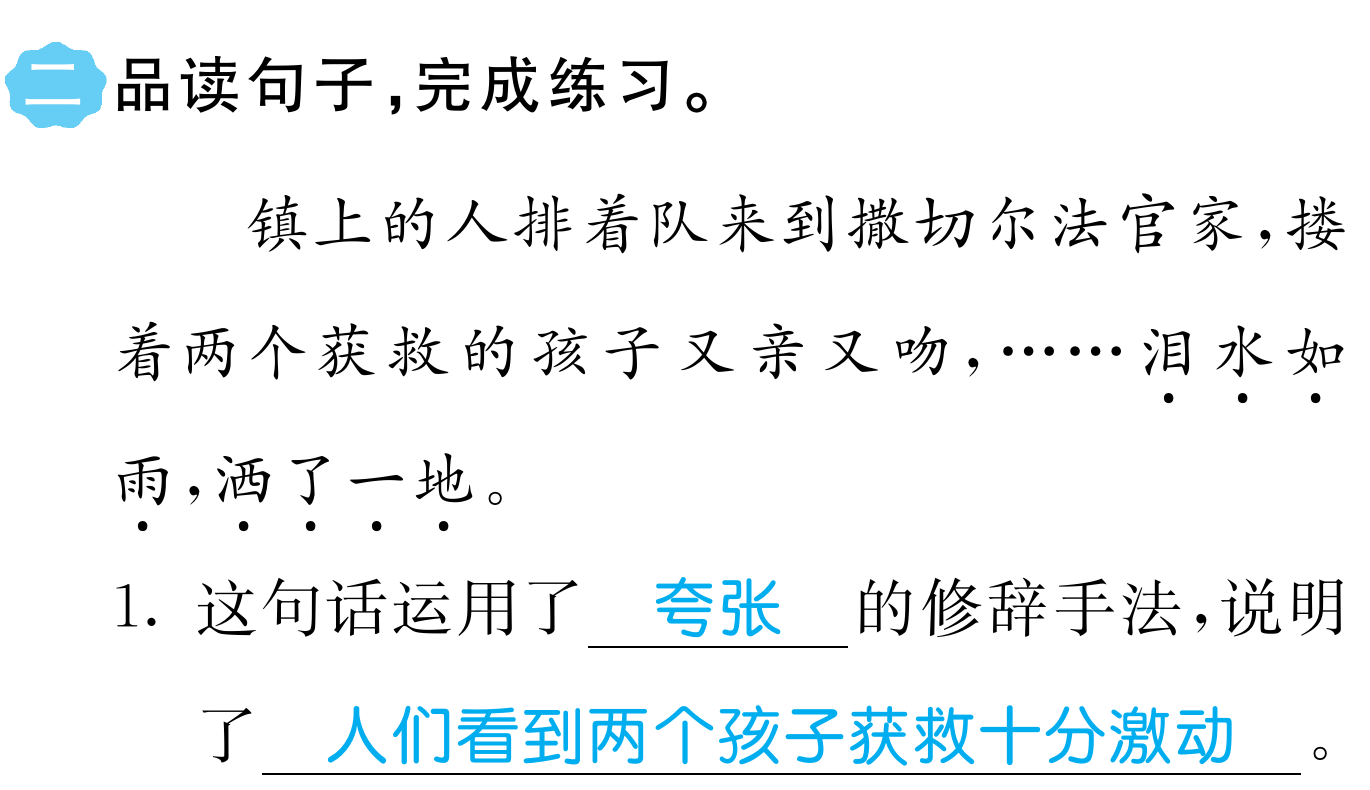 二 品读句子,完成练习。
镇上的人排着队来到撒切尔法官家,搂
着两个获救的孩子又亲又吻,……泪水如
雨,洒了一地。
1. 这句话运用了 夸张 的修辞手法,说明
了 人们看到两个孩子获救十分激动 。